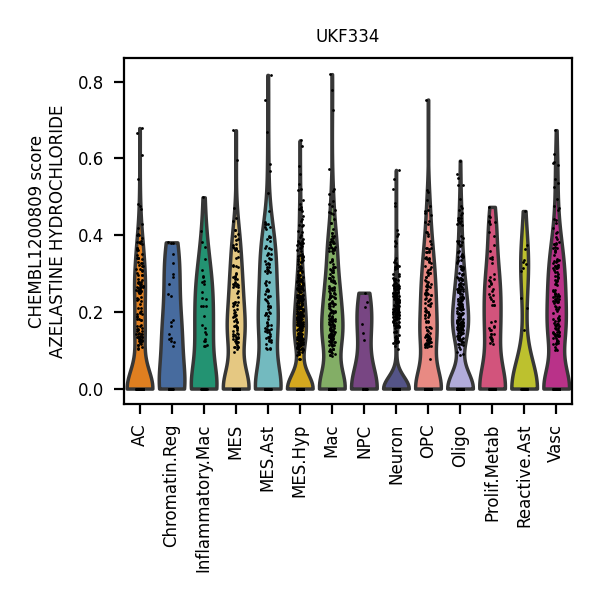 UKF334
CHEMBL1200809 score
AZELASTINE HYDROCHLORIDE
0.8
0.6
0.4
0.2
0.0
AC
Chromatin.Reg
Inflammatory.Mac
MES
MES.Ast
MES.Hyp
Mac
NPC
Neuron
OPC
Oligo
Prolif.Metab
Reactive.Ast
Vasc